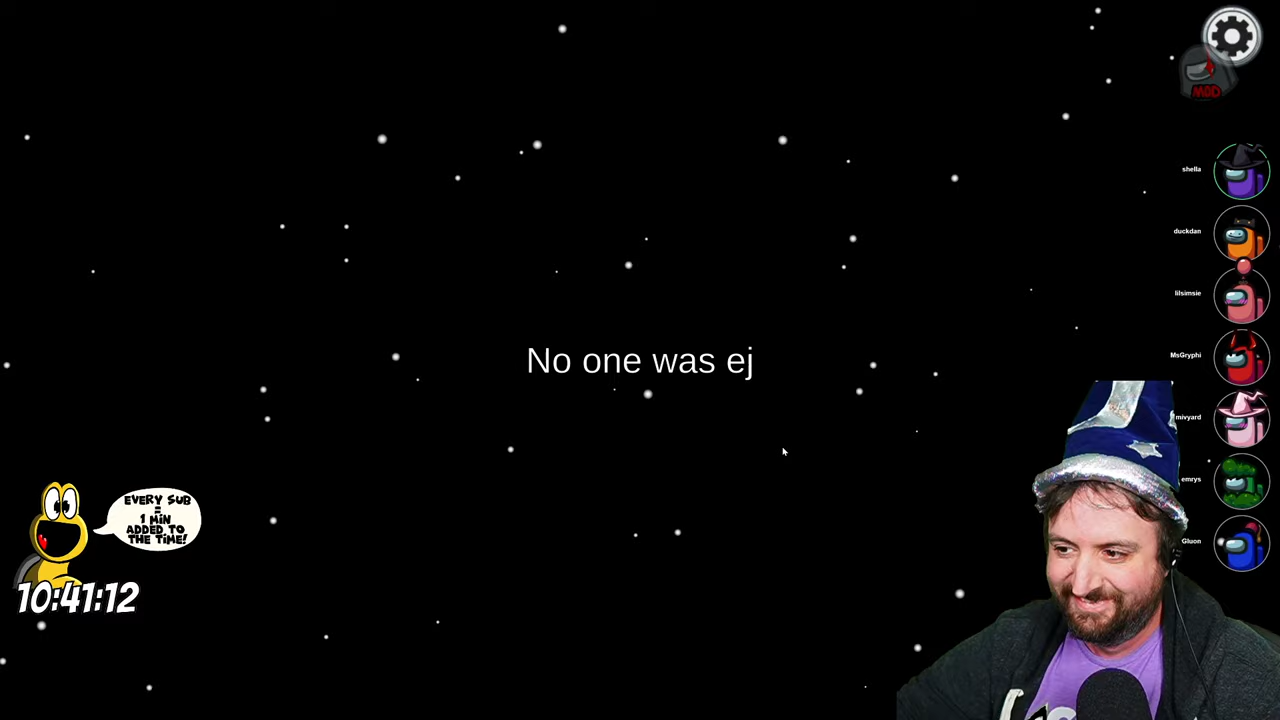 MOD
shella
duckdan
lilsimsie
MsGryphi
No one was ej
mivyard
emrys
EVERY SUB
=
1 MIN
ADDED TO
THE TIME!
Gluon
10:41:12